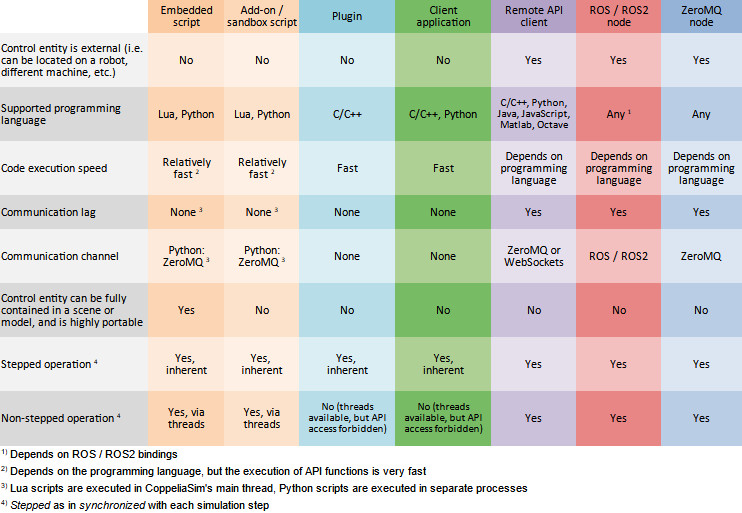 Embedded script Add-on / sandbox script Plugin Client application Remote API client ROS / ROS2 node ZeroMQ node
Control entity is external (i.e. can be located on a robot, different machine, etc.) No No No No Yes Yes Yes
Supported programming language Lua, Python Lua, Python C/C++ C/C++, Python C/C++, Python, Java, JavaScript, Matlab, Octave Any 1 Any
Code execution speed Relatively fast 2 Relatively fast 2 Fast Fast Depends on programming language Depends on programming language Depends on programming language
Communication lag None 3 None 3 None None Yes Yes Yes
Communication channel Python: ZeroMQ 3 Python: ZeroMQ 3 None None ZeroMQ or WebSockets ROS / ROS2 ZeroMQ
Control entity can be fully contained in a scene or model, and is highly portable Yes No No No No No No
Stepped operation 4 Yes, inherent Yes, inherent Yes, inherent Yes, inherent Yes Yes Yes
Non-stepped operation 4 Yes, via threads Yes, via threads No (threads available, but API access forbidden) No (threads available, but API access forbidden) Yes Yes Yes
1) Depends on ROS / ROS2 bindings
2) Depends on the programming language, but the execution of API functions is very fast
3) Lua scripts are executed in CoppeliaSim's main thread, Python scripts are executed in separate processes
4) Stepped as in synchronized with each simulation step